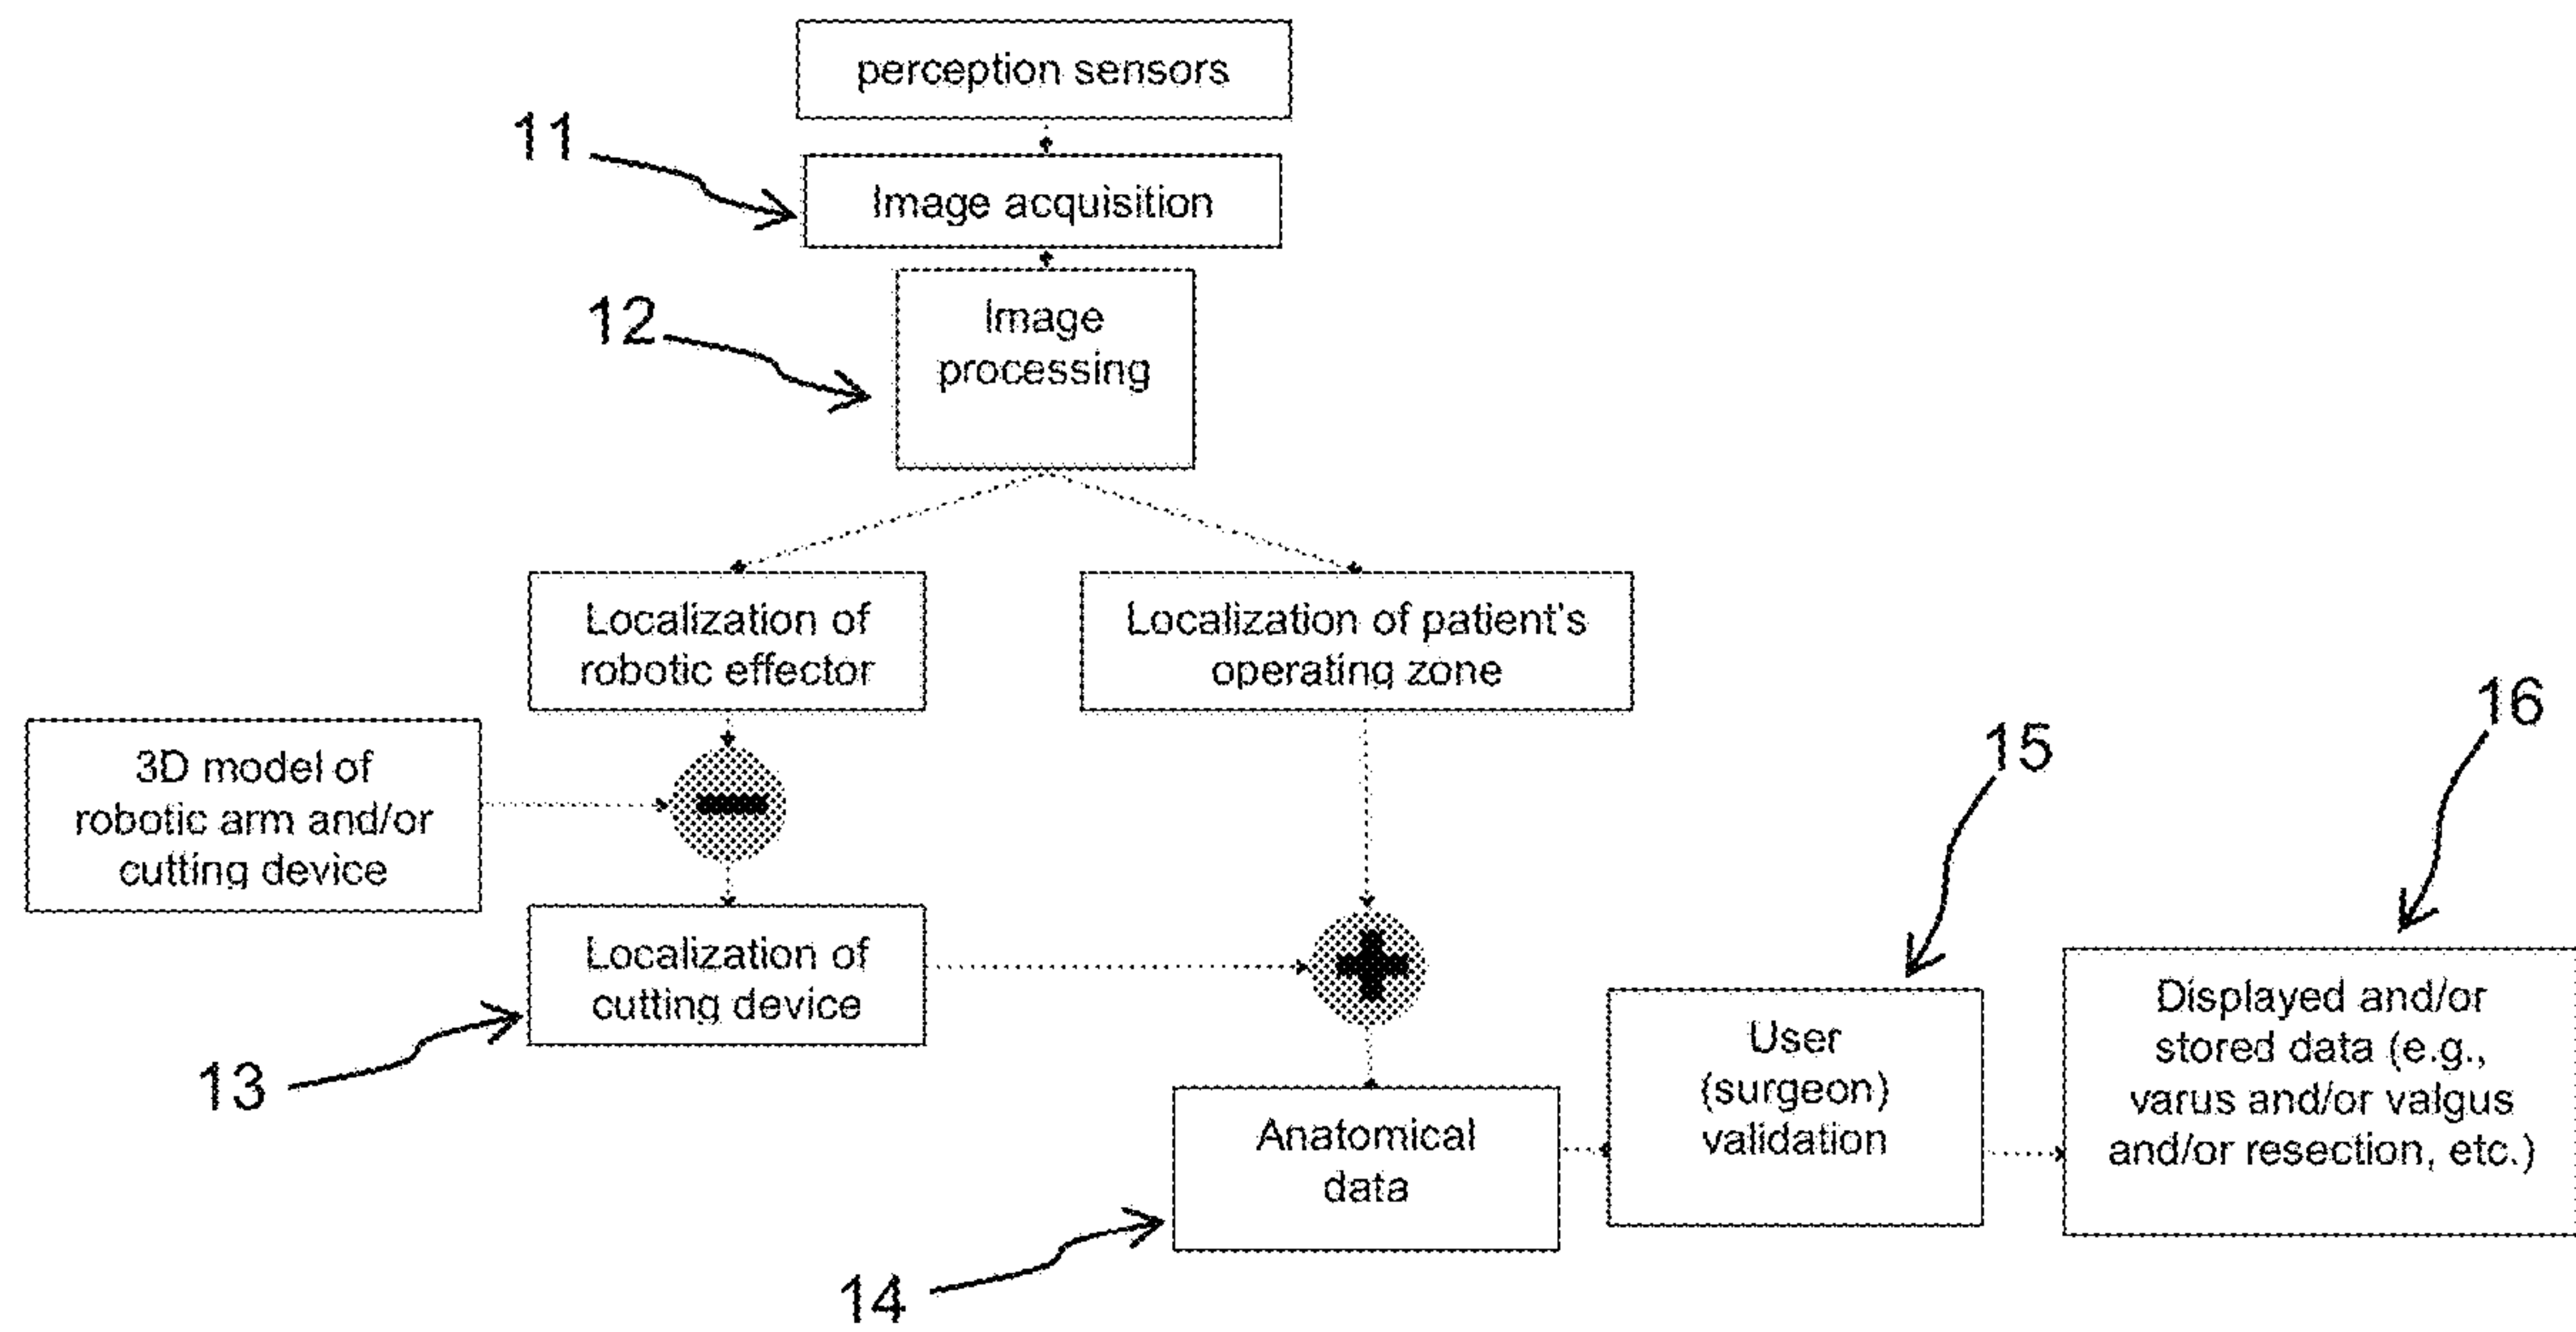 perception sensors
11
Image acquisition
12
Image
processing
Localization of
robotic effector
Localization of patient's
operating zone
3D model of
robotic arm and/or
cutting device
Localization of
cutting device
13
14
Anatomical
data
15
User
(surgeon)
validation
16
Displayed and/or
stored data (e.g.,
varus and/or valgus
and/or resection, etc.)